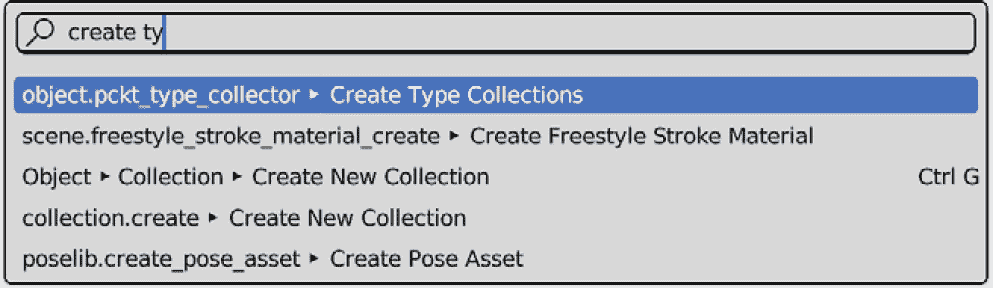 create ty
object.pckt_type_collector ▸ Create Type Collections
scene.freestyle_stroke_material_create ▸ Create Freestyle Stroke Material
Object ▸ Collection ▸ Create New Collection Ctrl G
collection.create ▸ Create New Collection
poselib.create_pose_asset ▸ Create Pose Asset